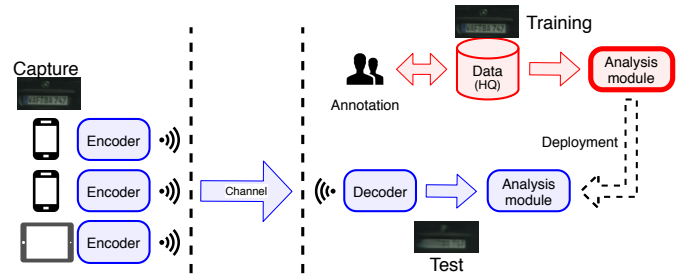 Training
Capture
Data
(HQ)
Analysis
module
Annotation
Deployment
Encoder
Encoder
Encoder
Channel
Decoder
Analysis
module
Test